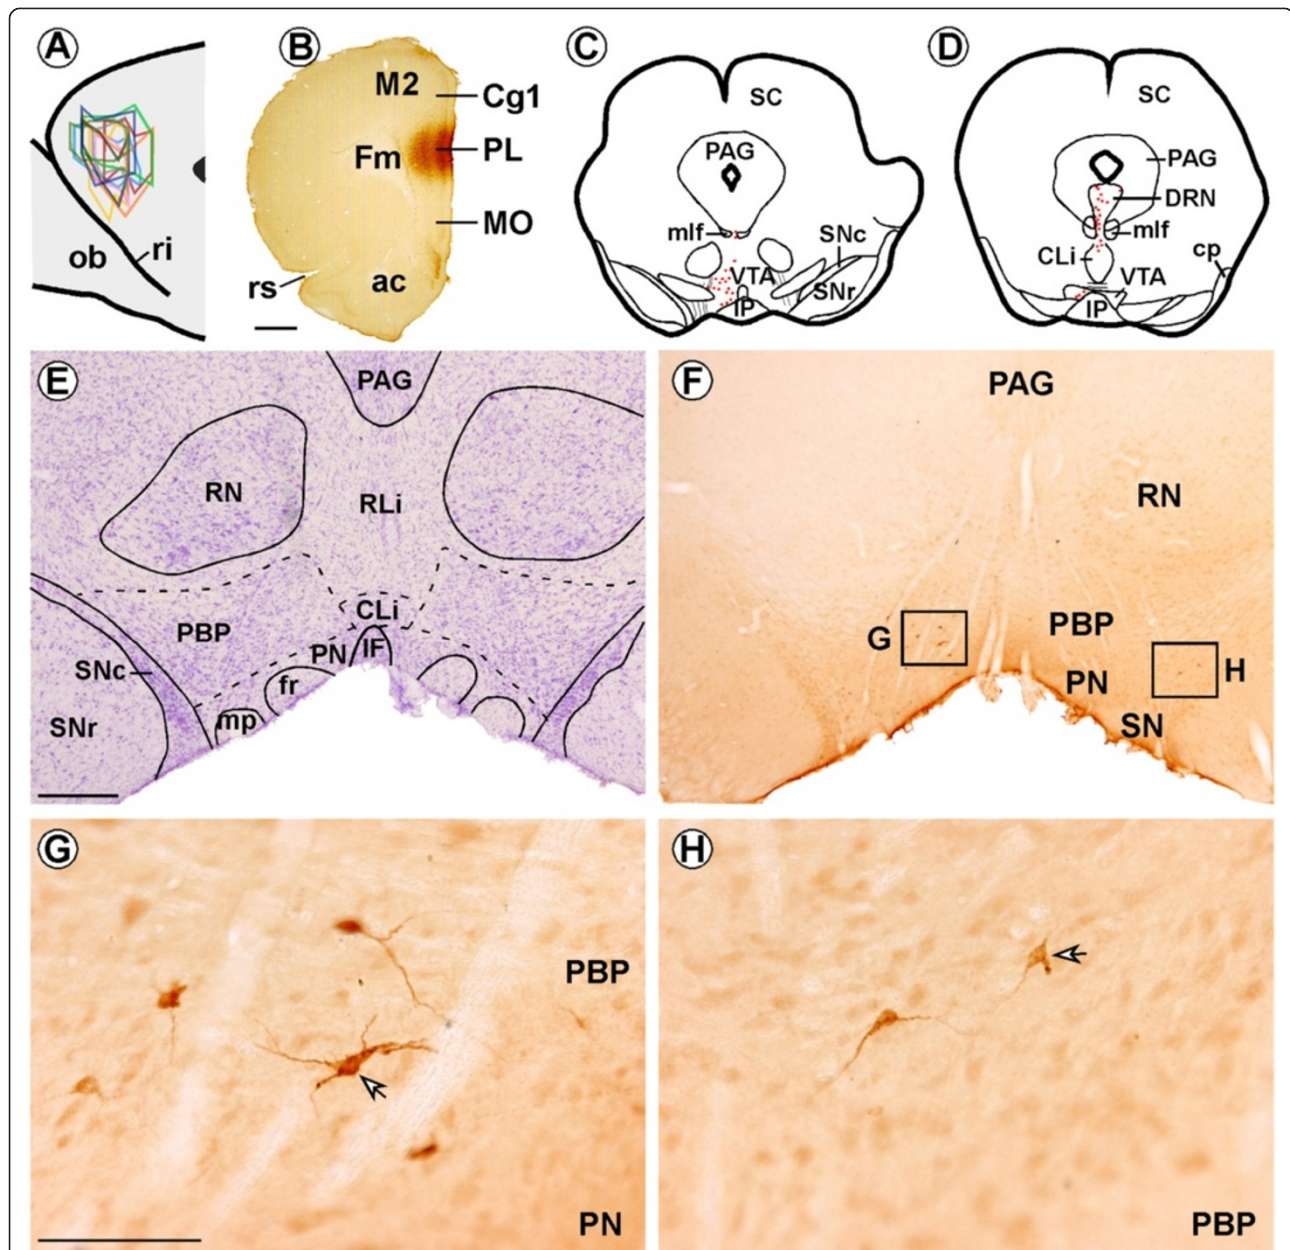 A
ob
ri
B
M2
Cg1
Fm
PL
MO
rs
ac
C
SC
PAG
mlf
SNc
VTA
SNr
IP
D
SC
PAG
DRN
mlf
CLi
cp
VTA
IP
E
PAG
RN
RLi
CLi
PBP
PN
IF
SNc
fr
SNr
mp
F
PAG
RN
G
PBP
PN
H
SN
G
PBP
PN
H
PBP